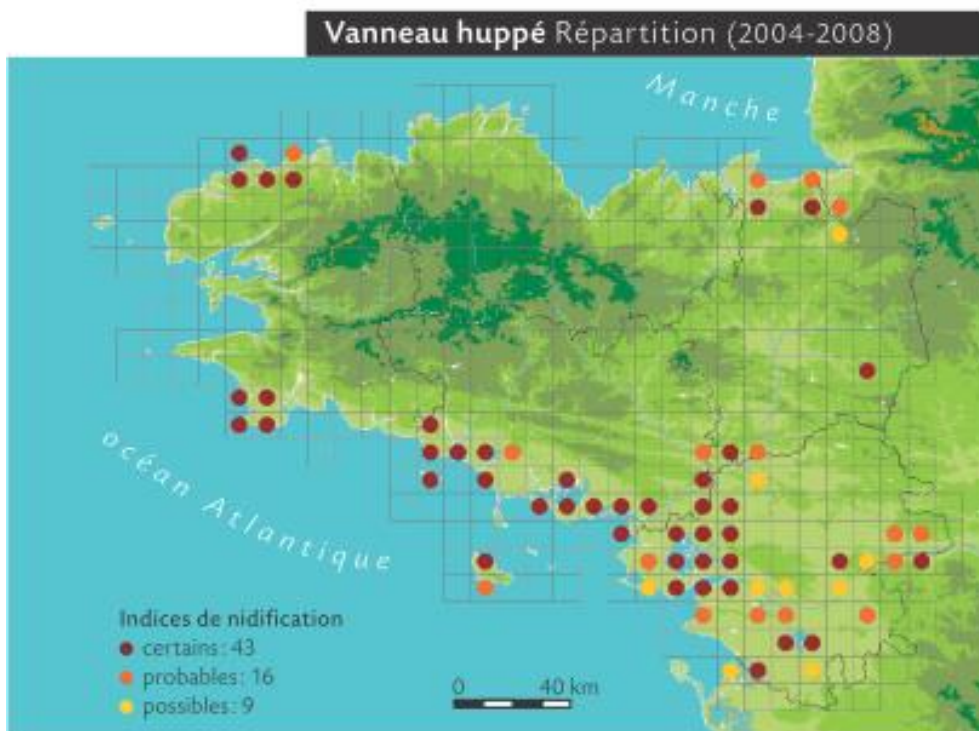 Vanneau huppé Répartition (2004-2008)
Manche
océan Atlantique
Indices de nidification
certains : 43
probables : 16
possibles : 9
0 40 km